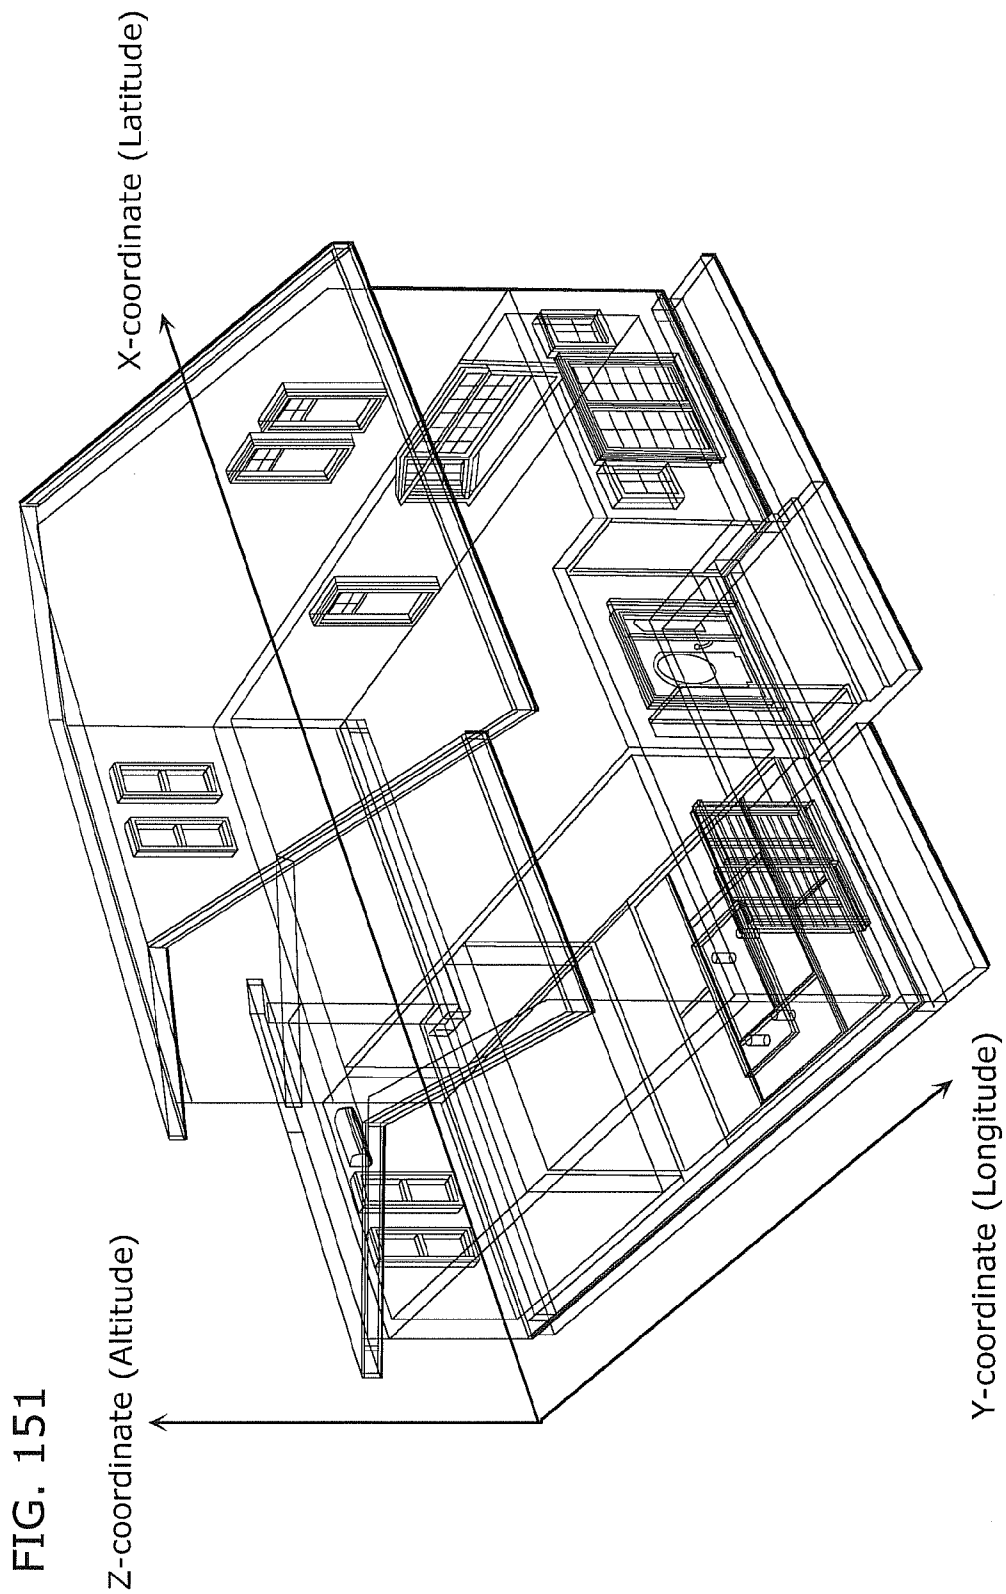 FIG. 151
Z-coordinate (Altitude)
X-coordinate (Latitude)
Y-coordinate (Longitude)